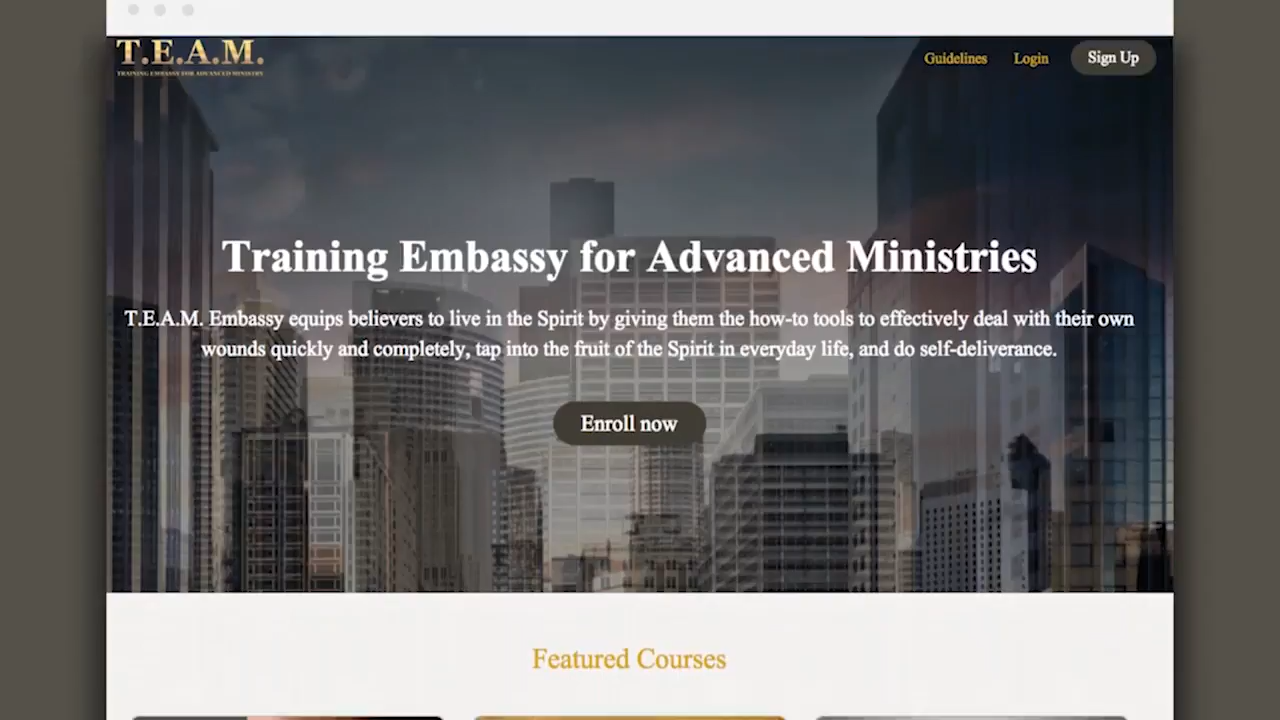 T.E.A.M.
TRAINING EMBASSY FOR ADVANCED MINISTRY
Guidelines
Login
Sign Up
Training Embassy for Advanced Ministries
T.E.A.M. Embassy equips believers to live in the Spirit by giving them the how-to tools to effectively deal with their own
wounds quickly and completely, tap into the fruit of the Spirit in everyday life, and do self-deliverance.
Enroll now
Featured Courses